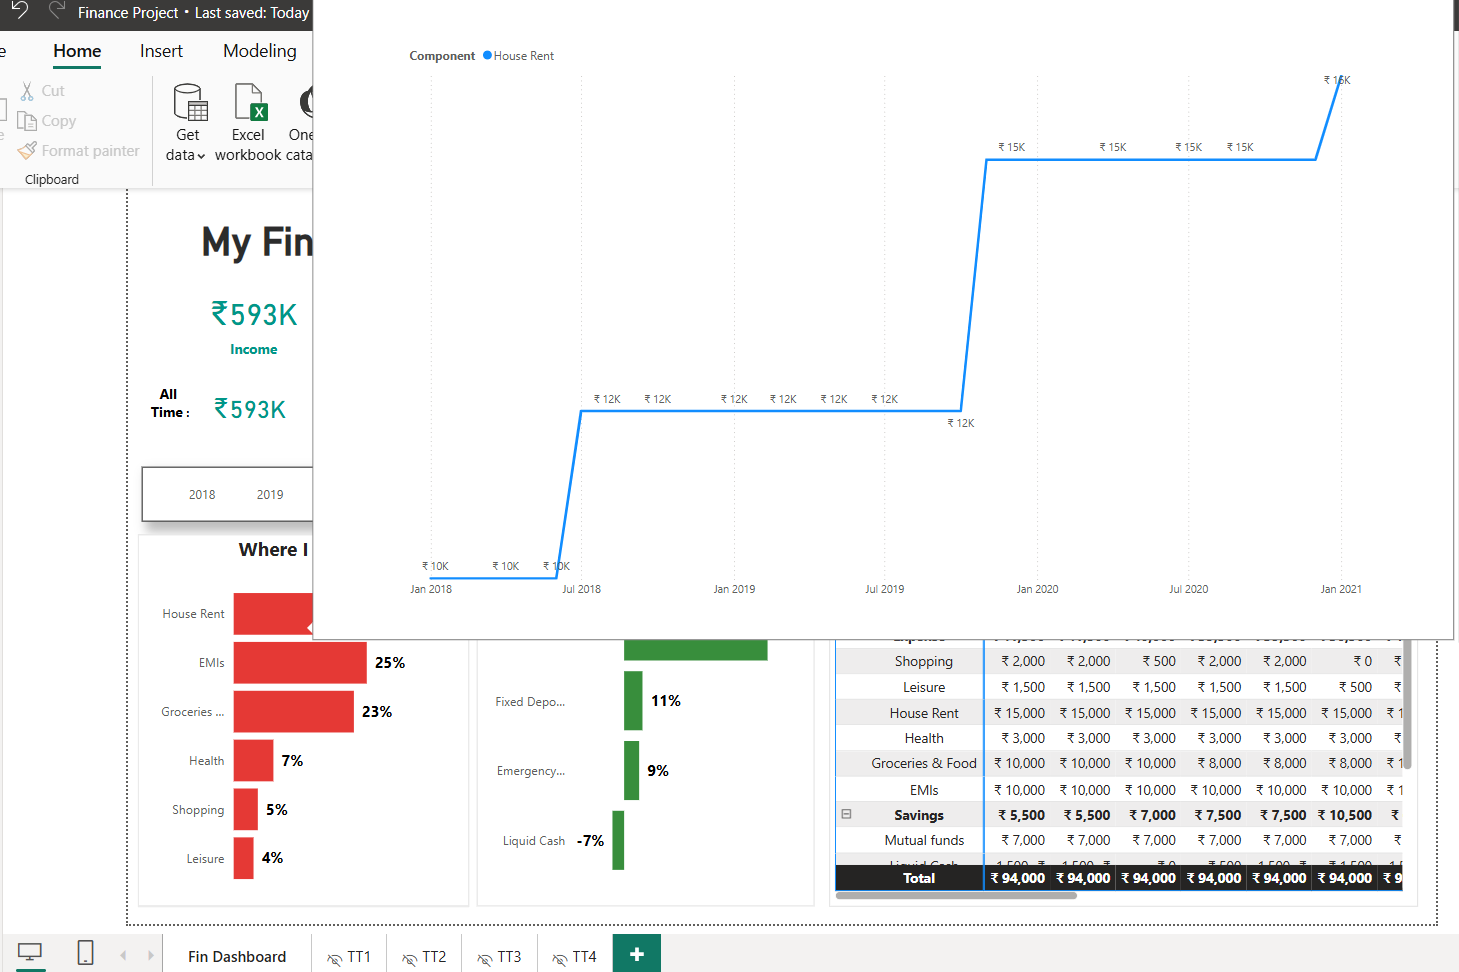 Finance Project • Last saved: Today
e Home Insert Modeling
Cut
Copy
Format painter
Clipboard
Get data
Excel workbook
One
cata
My Fin
₹593K
Income
All Time :
₹593K
2018 2019
Component House Rent
₹ 10K ₹ 10K ₹ 10K
₹ 12K ₹ 12K ₹ 12K ₹ 12K ₹ 12K ₹ 12K
₹ 12K
₹ 15K ₹ 15K ₹ 15K ₹ 15K
Jan 2018 Jul 2018 Jan 2019 Jul 2019 Jan 2020 Jul 2020 Jan 2021
Where I
House Rent
EMIs 25%
Groceries ... 23%
Health 7%
Shopping 5%
Leisure 4%
Fixed Depo... 11%
Emergency... 9%
Liquid Cash -7%
Shopping ₹ 2,000 ₹ 2,000 ₹ 500 ₹ 2,000 ₹ 2,000 ₹ 0 ₹
Leisure ₹ 1,500 ₹ 1,500 ₹ 1,500 ₹ 1,500 ₹ 1,500 ₹ 500 ₹
House Rent ₹ 15,000 ₹ 15,000 ₹ 15,000 ₹ 15,000 ₹ 15,000 ₹ 15,000 ₹ 1
Health ₹ 3,000 ₹ 3,000 ₹ 3,000 ₹ 3,000 ₹ 3,000 ₹ 3,000 ₹
Groceries & Food ₹ 10,000 ₹ 10,000 ₹ 10,000 ₹ 8,000 ₹ 8,000 ₹ 8,000 ₹ 1
EMIs ₹ 10,000 ₹ 10,000 ₹ 10,000 ₹ 10,000 ₹ 10,000 ₹ 10,000 ₹ 1
Savings ₹ 5,500 ₹ 5,500 ₹ 7,000 ₹ 7,500 ₹ 7,500 ₹ 10,500 ₹
Mutual funds ₹ 7,000 ₹ 7,000 ₹ 7,000 ₹ 7,000 ₹ 7,000 ₹ 7,000 ₹
Total ₹ 94,000 ₹ 94,000 ₹ 94,000 ₹ 94,000 ₹ 94,000 ₹ 94,000 ₹ 9
Fin Dashboard TT1 TT2 TT3 TT4